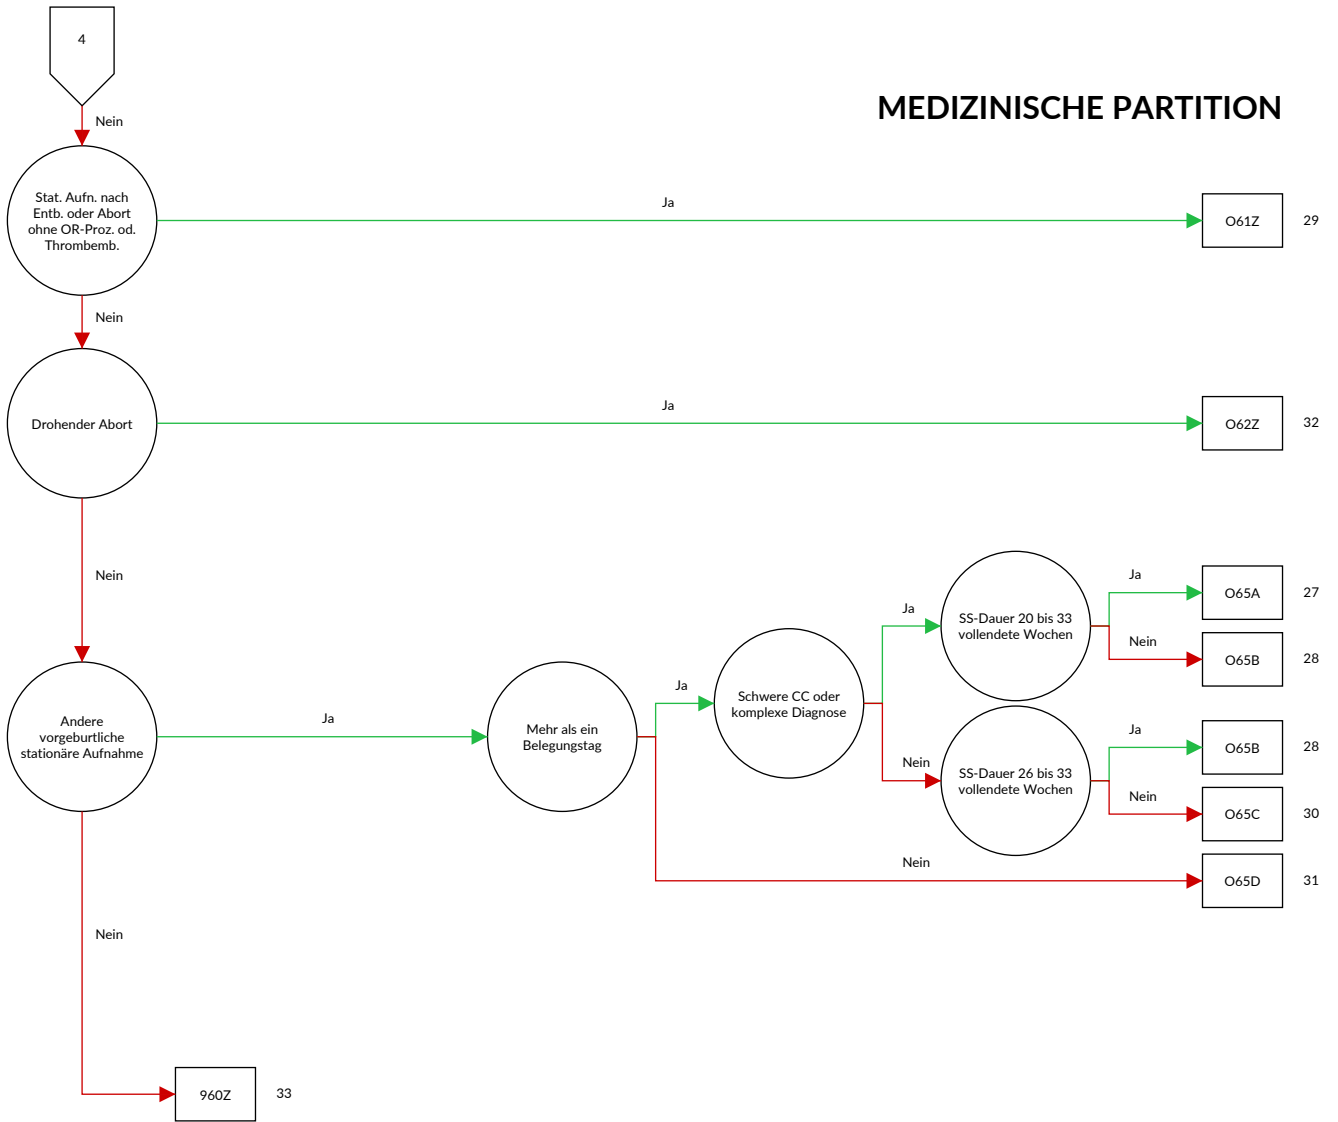 4
MEDIZINISCHE PARTITION
Nein
Stat. Aufn. nach
Entb. oder Abort
ohne OR-Proz. od.
Thrombemb.
Ja
O61Z
29
Nein
Drohender Abort
Ja
O62Z
32
Nein
Andere
vorgeburtliche
stationäre Aufnahme
Ja
Mehr als ein
Belegungstag
Ja
Schwere CC oder
komplexe Diagnose
Ja
SS-Dauer 20 bis 33
vollendete Wochen
Ja
O65A
27
Nein
O65B
28
Nein
SS-Dauer 26 bis 33
vollendete Wochen
Ja
O65B
28
Nein
O65C
30
Nein
O65D
31
Nein
960Z
33